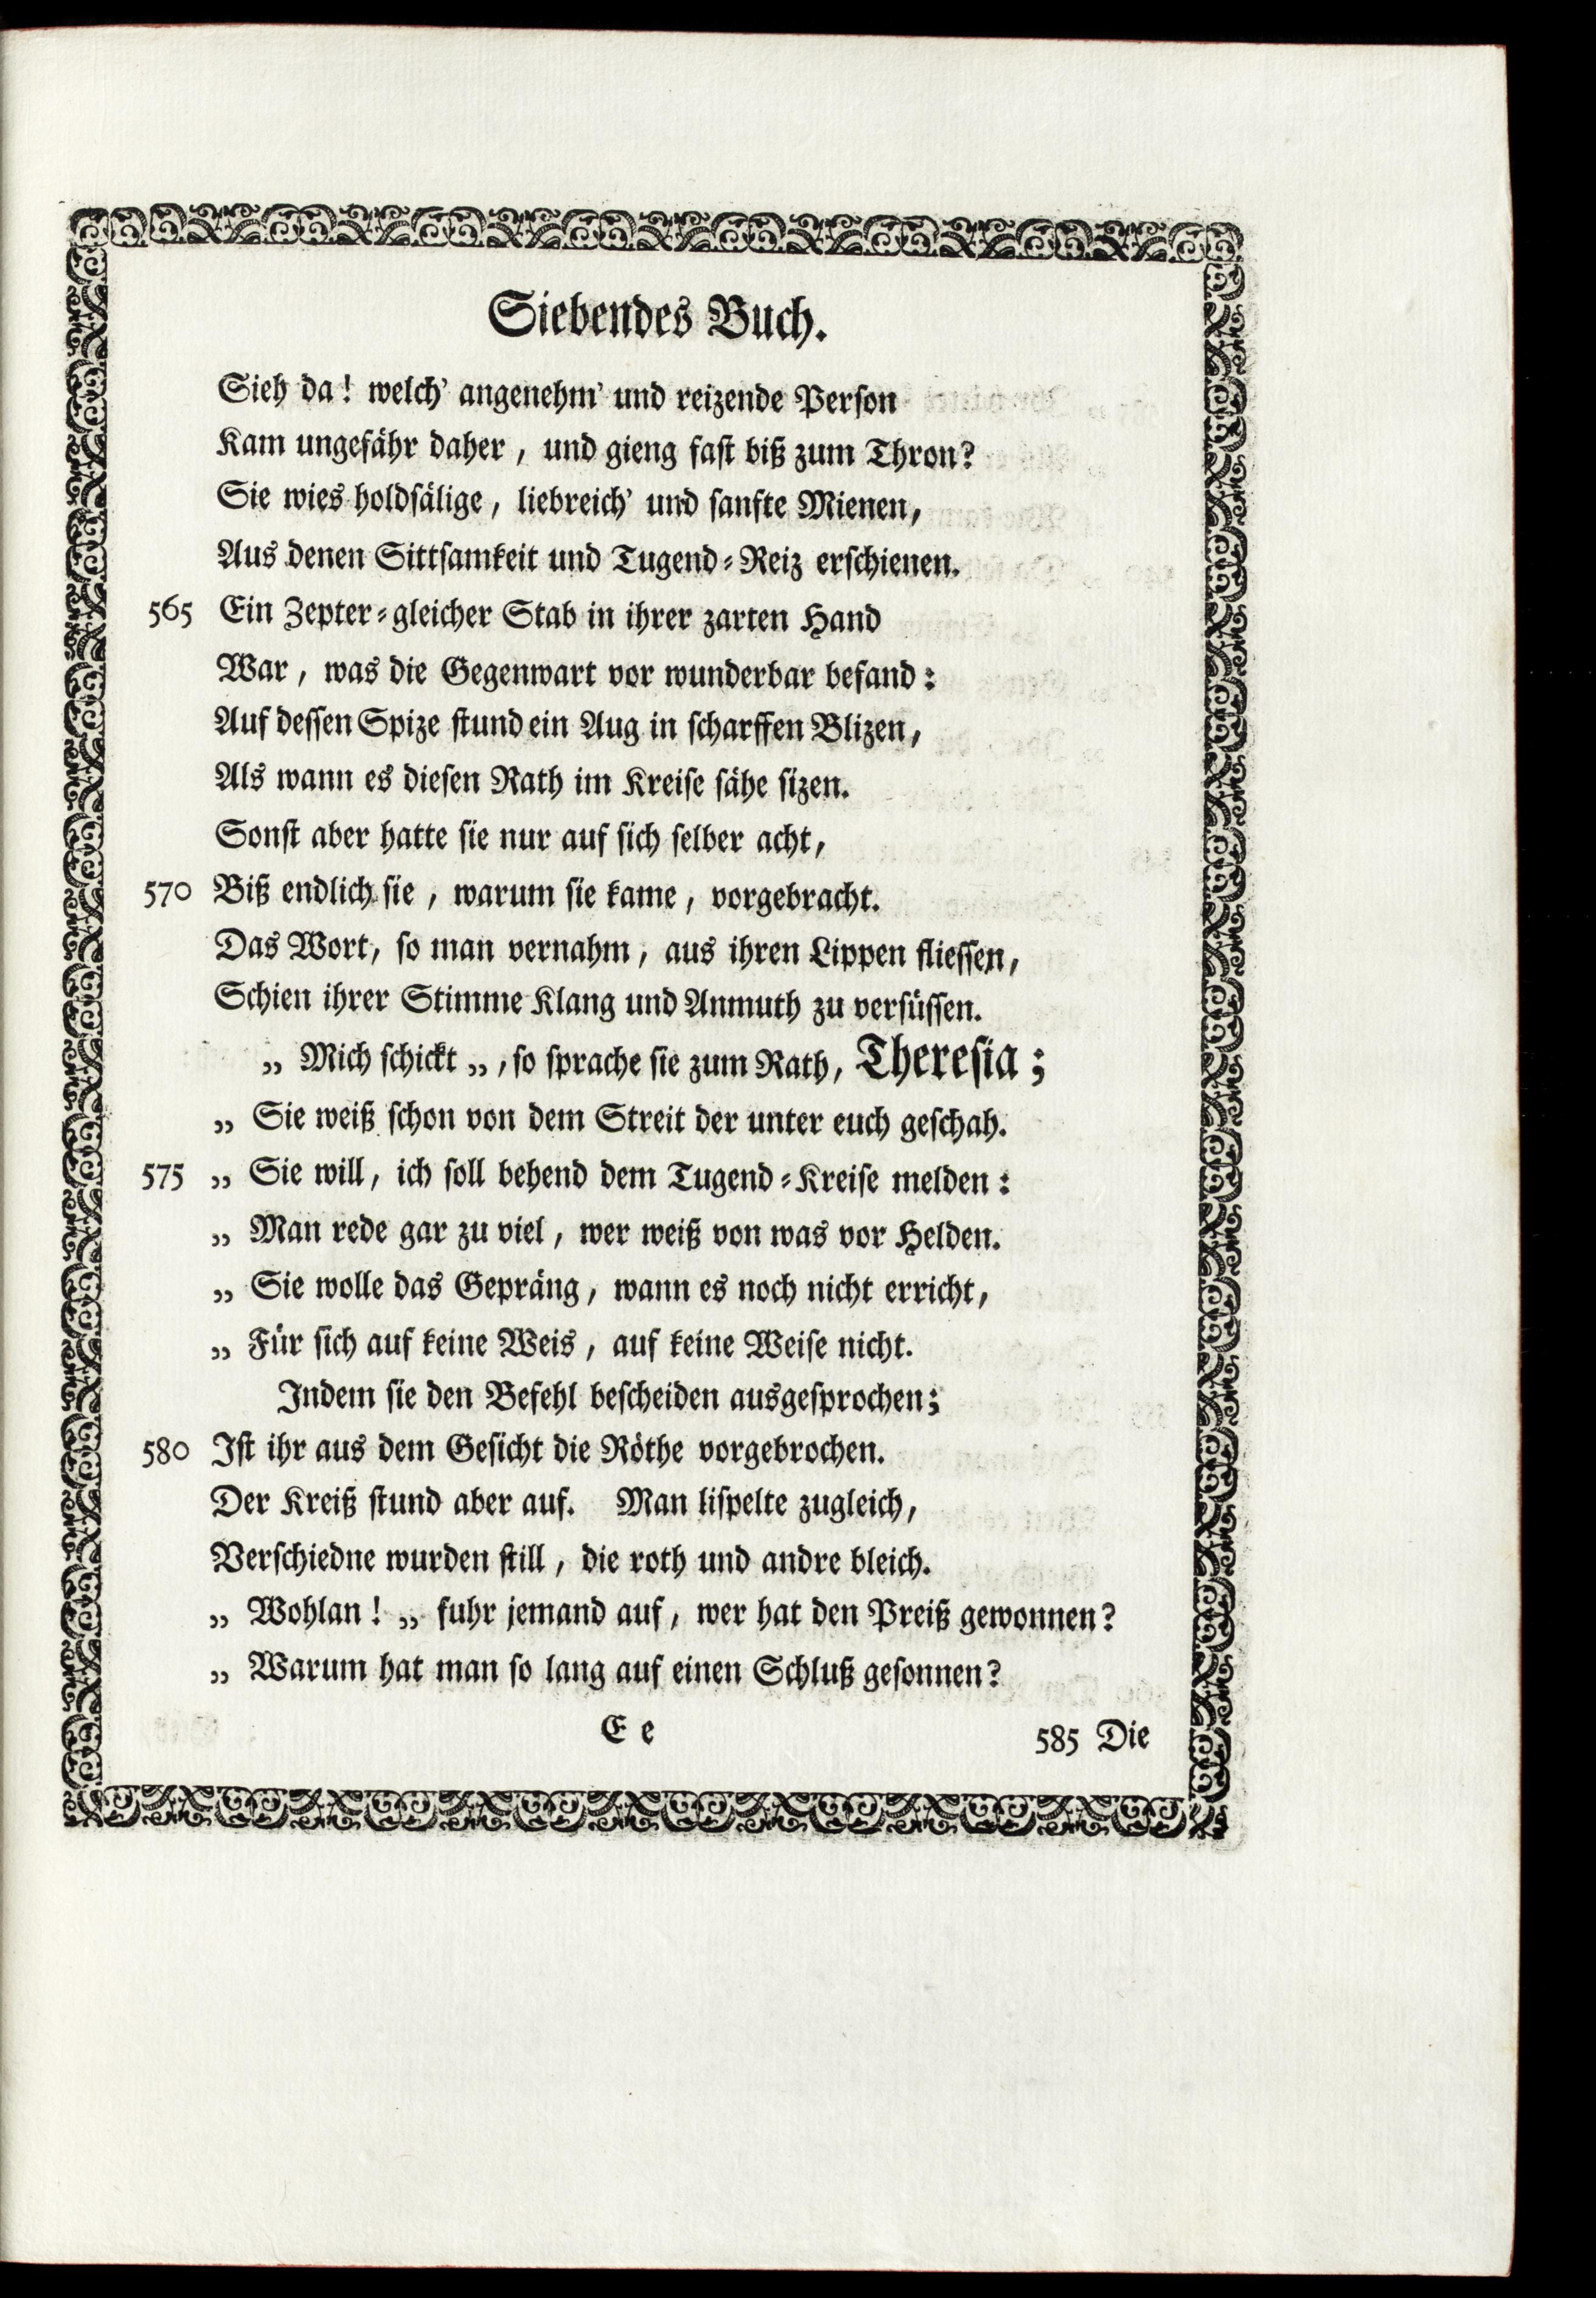 Siebendes Buch.
Sieh da! welch' angenehm' und reizende Person
Kam ungefähr daher, und gieng fast biß zum Thron?
Sie wies holdsälige, liebreich' und sanfte Mienen,
Aus denen Sittsamkeit und Tugend=Reiz erschienen.
565 Ein Zepter=gleicher Stab in ihrer zarten Hand
War, was die Gegenwart vor wunderbar befand:
Auf dessen Spize stund ein Aug in scharffen Blizen,
Als wann es diesen Rath im Kreise sähe sizen.
Sonst aber hatte sie nur auf sich selber acht,
570 Biß endlich sie, warum sie kame, vorgebracht.
Das Wort, so man vernahm, aus ihren Lippen fliessen,
Schien ihrer Stimme Klang und Anmuth zu versüssen.
„ Mich schickt „, so sprache sie zum Rath, Theresia;
„ Sie weiß schon von dem Streit der unter euch geschah.
575 „ Sie will, ich soll behend dem Tugend=Kreise melden:
„ Man rede gar zu viel, wer weiß von was vor Helden.
„ Sie wolle das Gepräng, wann es noch nicht erricht,
„ Für sich auf keine Weis, auf keine Weise nicht.
Indem sie den Befehl bescheiden ausgesprochen;
580 Ist ihr aus dem Gesicht die Röthe vorgebrochen.
Der Kreiß stund aber auf. Man lispelte zugleich,
Verschiedne wurden still, die roth und andre bleich.
„ Wohlan! „ fuhr jemand auf, wer hat den Preiß gewonnen?
„ Warum hat man so lang auf einen Schluß gesonnen?
E e 585 Die